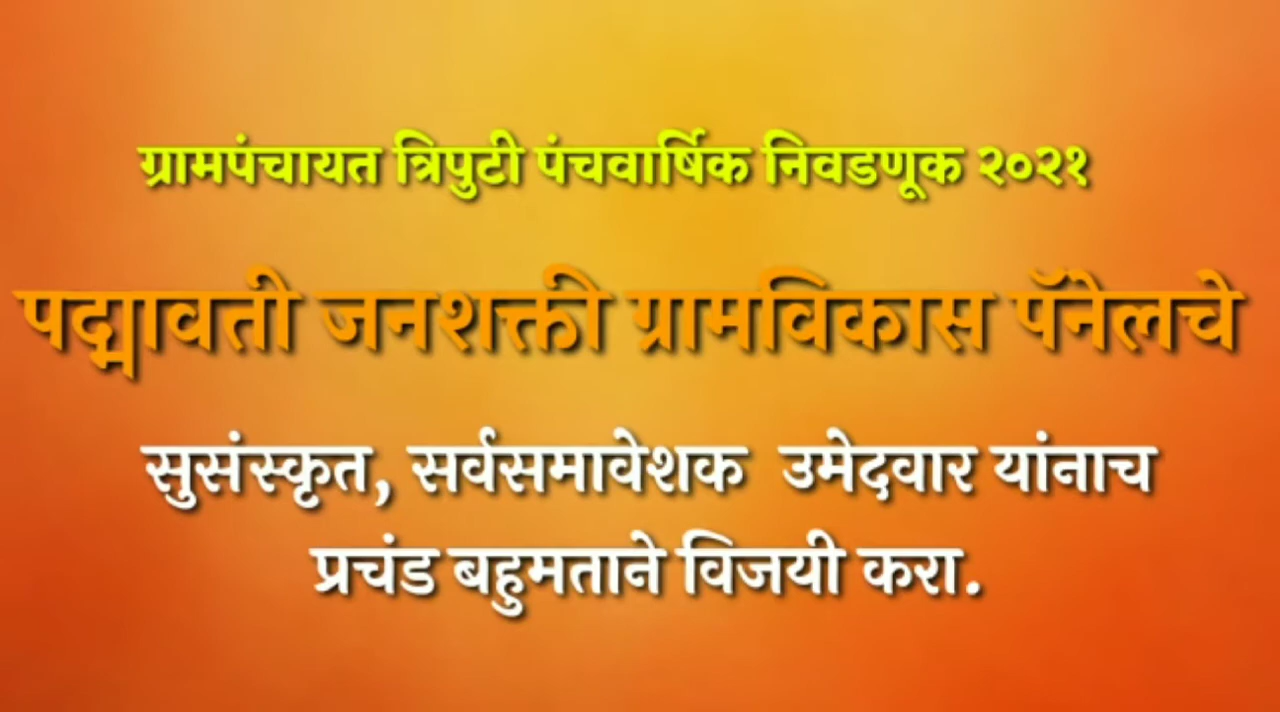 ग्रामपंचायत त्रिपुटी पंचवार्षिक निवडणूक २०२१
पद्मावती जनशक्ती ग्रामविकास पॅनेलचे
सुसंस्कृत, सर्वसमावेशक उमेदवार यांनाच
प्रचंड बहुमताने विजयी करा.